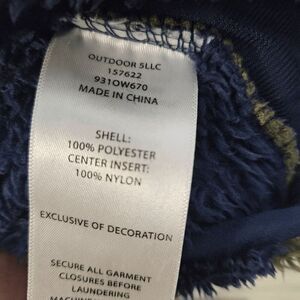 OUTDOOR 5LLC
157622
931OW670
MADE IN CHINA
SHELL:
100% POLYESTER
CENTER INSERT:
100% NYLON
EXCLUSIVE OF DECORATION
SECURE ALL GARMENT
CLOSURES BEFORE
LAUNDERING